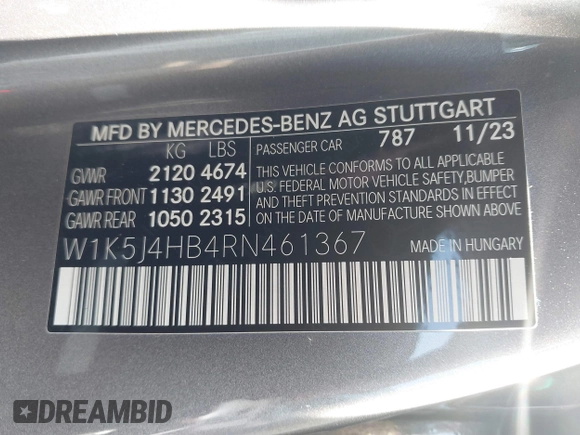 MFD BY MERCEDES-BENZ AG STUTTGART
KG LBS PASSENGER CAR 787 11/23
GVWR 2120 4674
GAWR FRONT 1130 2491
GAWR REAR 1050 2315
THIS VEHICLE CONFORMS TO ALL APPLICABLE
U.S. FEDERAL MOTOR VEHICLE SAFETY,BUMPER
AND THEFT PREVENTION STANDARDS IN EFFECT
ON THE DATE OF MANUFACTURE SHOWN ABOVE.
W1K5J4HB4RN461367 MADE IN HUNGARY
DREAMBID